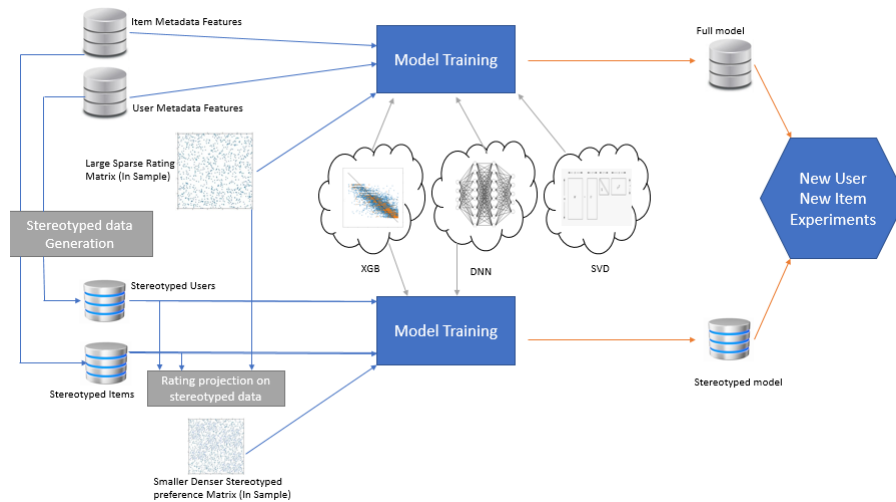 Item Metadata Features
Full model
Model Training
User Metadata Features
Large Sparse Rating
Matrix (In Sample)
New User
New Item
Experiments
Stereotyped data
Generation
XGB
DNN
SVD
Stereotyped Users
Model Training
Stereotyped Items
Rating projection on
stereotyped data
Stereotyped model
Smaller Denser Stereotyped
preference Matrix (In Sample)